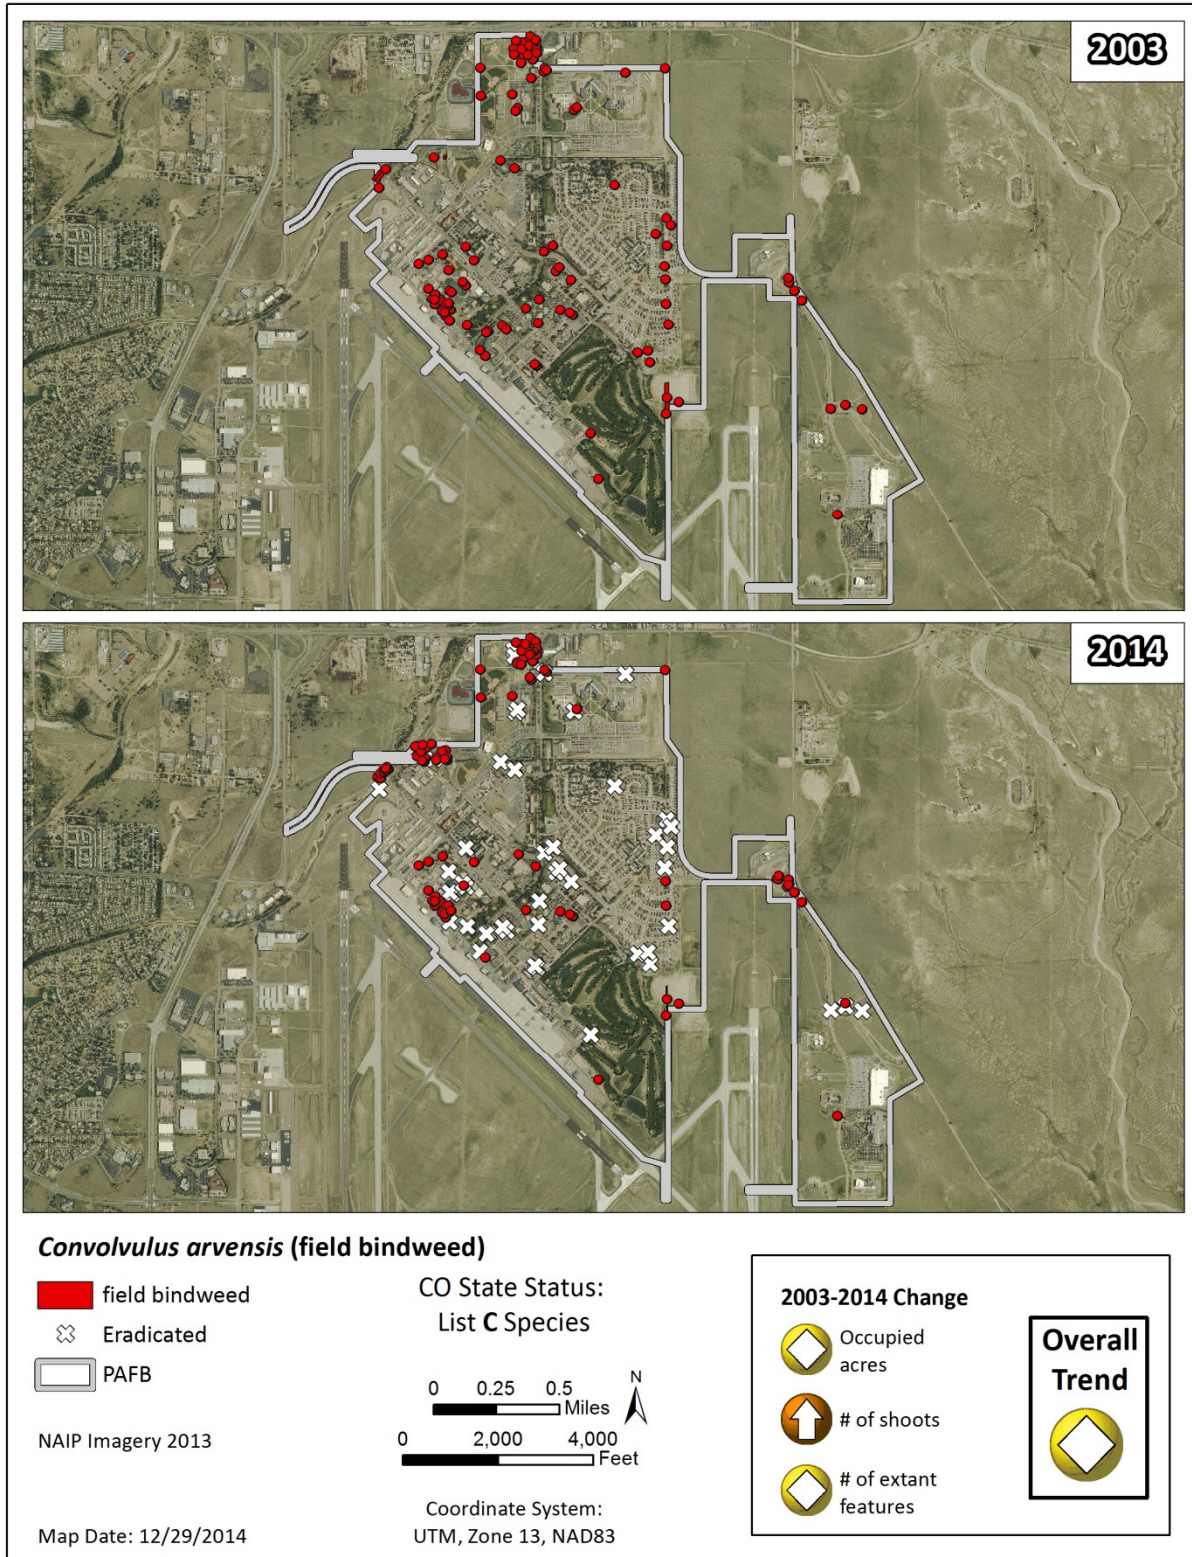 2003
2014
Convolvulus arvensis (field bindweed)
field bindweed
Eradicated
PAFB
NAIP Imagery 2013
Map Date: 12/29/2014
CO State Status:
List C Species
0 0.25 0.5
Miles
N
0 2,000 4,000
Feet
Coordinate System:
UTM, Zone 13, NAD83
2003-2014 Change
Occupied
acres
# of shoots
# of extant
features
Overall
Trend